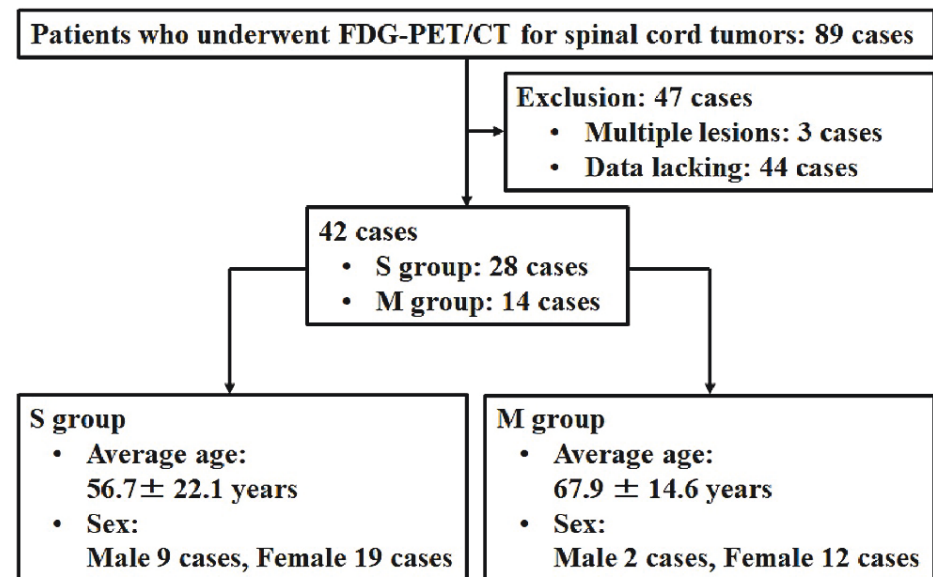 Patients who underwent FDG-PET/CT for spinal cord tumors: 89 cases
Exclusion: 47 cases
• Multiple lesions: 3 cases
• Data lacking: 44 cases
42 cases
• S group: 28 cases
• M group: 14 cases
S group
• Average age:
56.7± 22.1 years
• Sex:
Male 9 cases, Female 19 cases
M group
• Average age:
67.9 ± 14.6 years
• Sex:
Male 2 cases, Female 12 cases